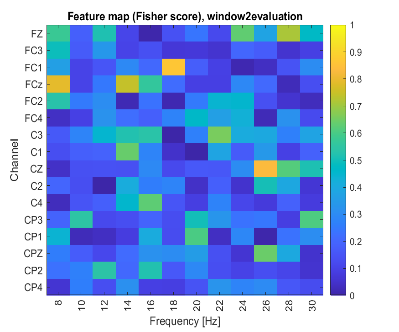 Feature map (Fisher score), window2evaluation
FZ
FC3
FC1
FCz
FC2
FC4
C3
C1
CZ
C2
C4
CP3
CP1
CPZ
CP2
CP4
Channel
8 10 12 14 16 18 20 22 24 26 28 30
Frequency [Hz]
1
0.9
0.8
0.7
0.6
0.5
0.4
0.3
0.2
0.1
0